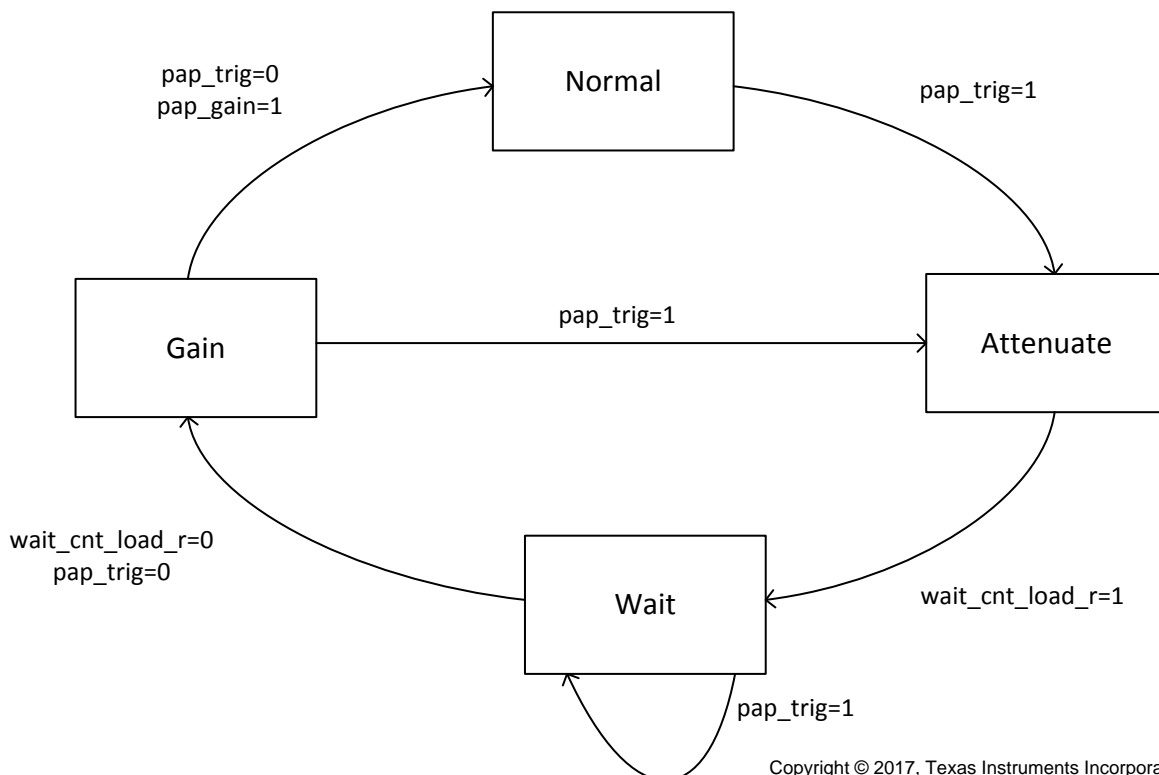 pap_trig=0
pap_gain=1
Normal
pap_trig=1
Gain
pap_trig=1
Attenuate
wait_cnt_load_r=0
pap_trig=0
Wait
wait_cnt_load_r=1
pap_trig=1
Copyright © 2017, Texas Instruments Incorpora